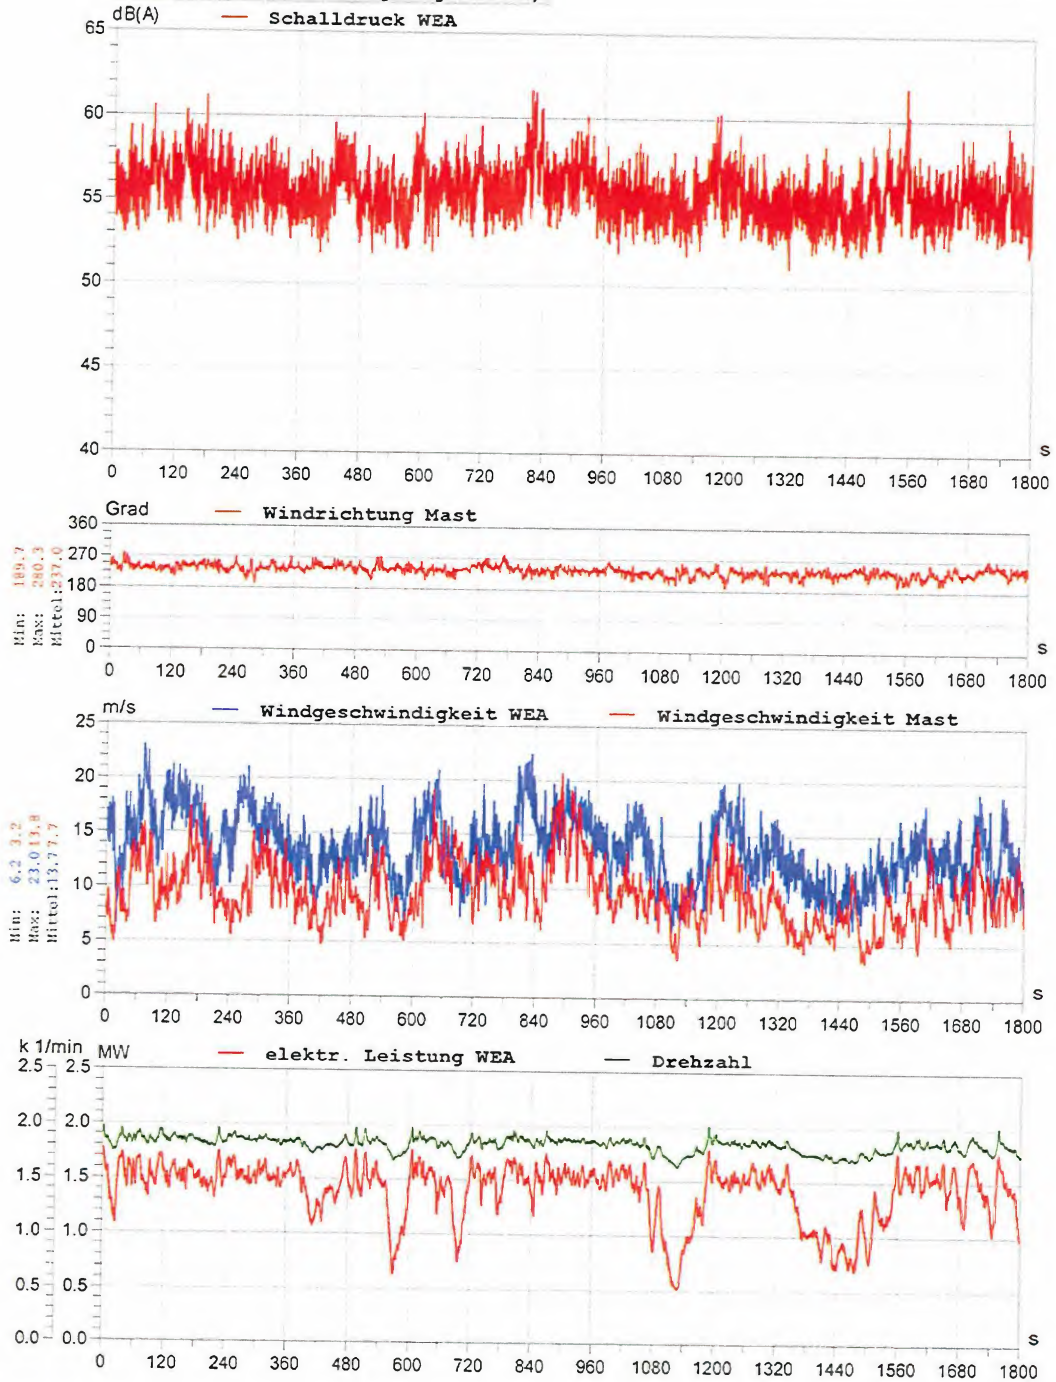 dB(A)
Schalldruck WEA
65
60
55
50
45
40
0 120 240 360 480 600 720 840 960 1080 1200 1320 1440 1560 1680 1800
s
Grad
Windrichtung Mast
360
270
180
90
0
Min: 189.7
Max: 280.3
Mittel:237.0
0 120 240 360 480 600 720 840 960 1080 1200 1320 1440 1560 1680 1800
s
m/s
Windgeschwindigkeit WEA
Windgeschwindigkeit Mast
25
20
15
10
5
0
Min: 6.2 3.2
Max: 23.0
Mittel:13.7 7.7
0 120 240 360 480 600 720 840 960 1080 1200 1320 1440 1560 1680 1800
s
k 1/min MW
elektr. Leistung WEA
Drehzahl
2.5 2.5
2.0 2.0
1.5 1.5
1.0 1.0
0.5 0.5
0.0 0.0
0 120 240 360 480 600 720 840 960 1080 1200 1320 1440 1560 1680 1800
s